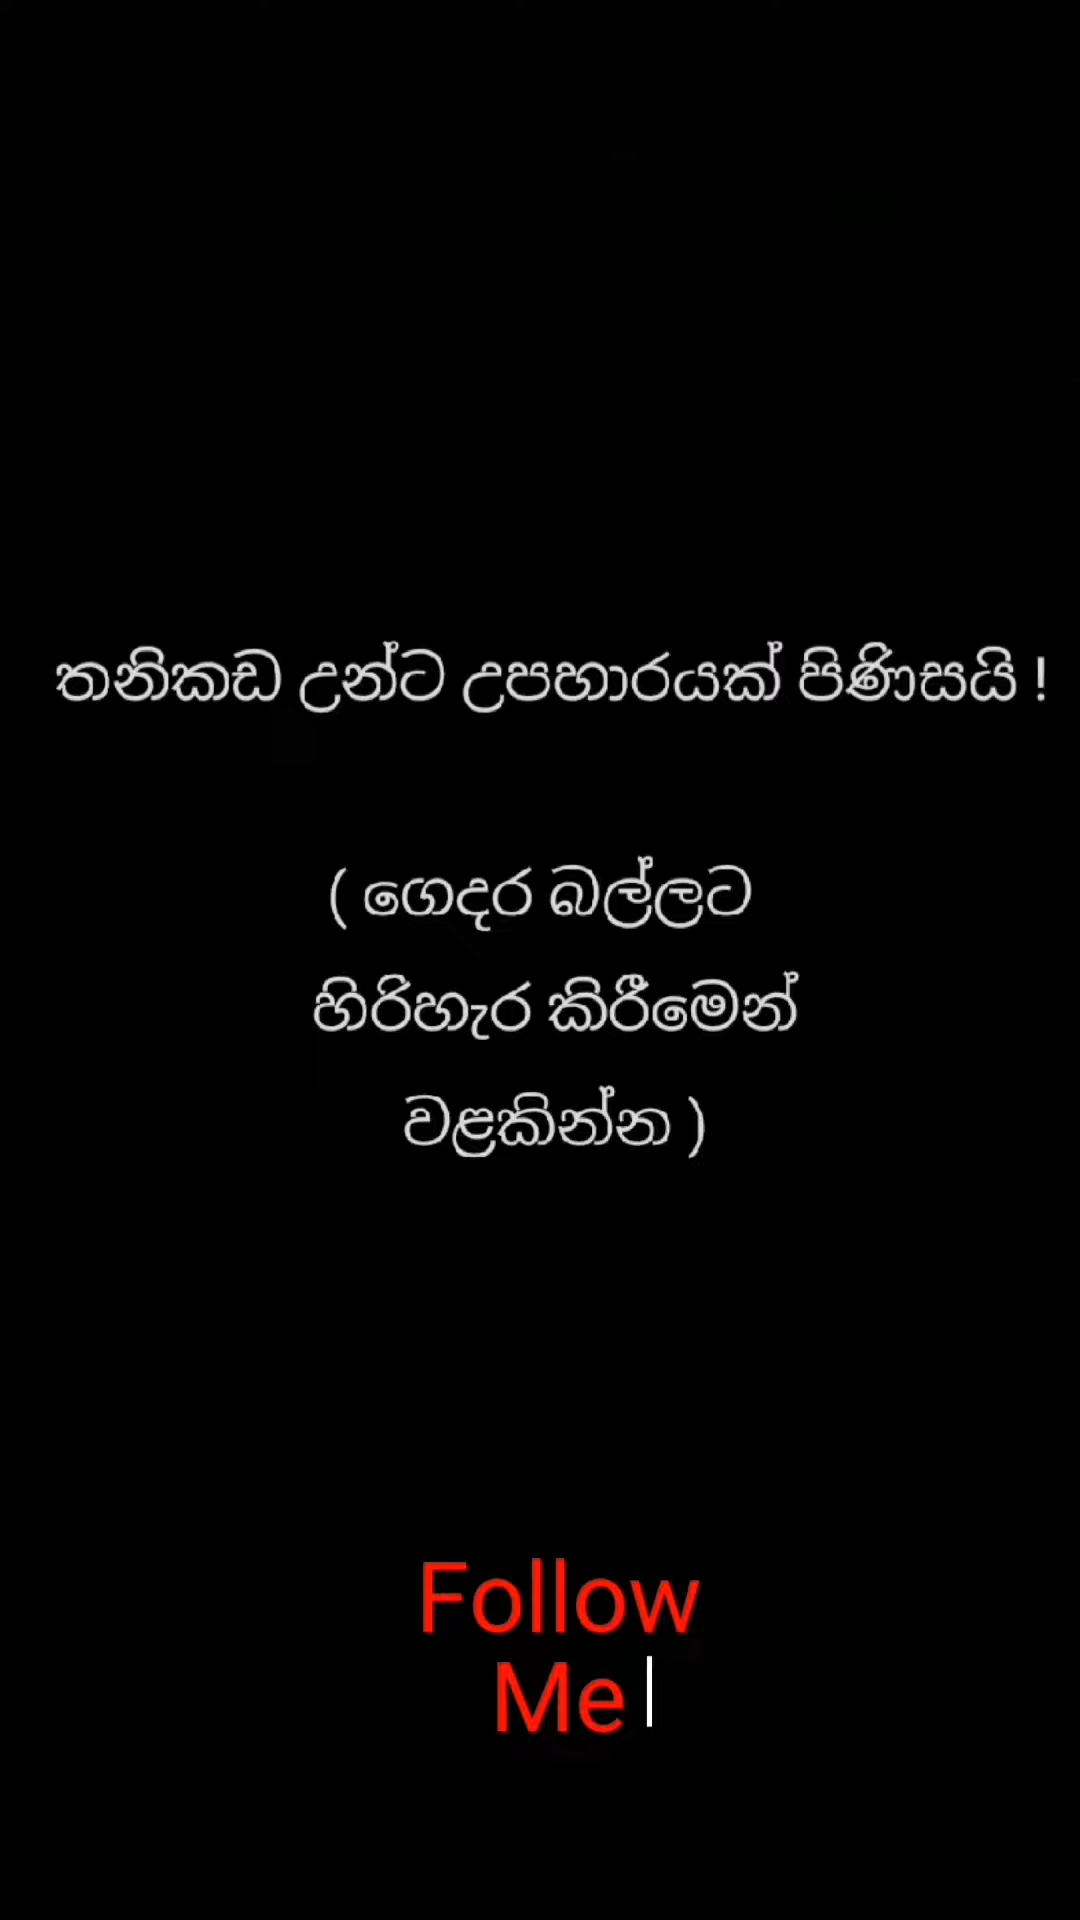 තනිකඩ උන්ට උපහාරයක් පිණිසයි !
( ගෙදර බල්ලට
හිරිහැර කිරීමෙන්
වළකින්න )
Follow
Me